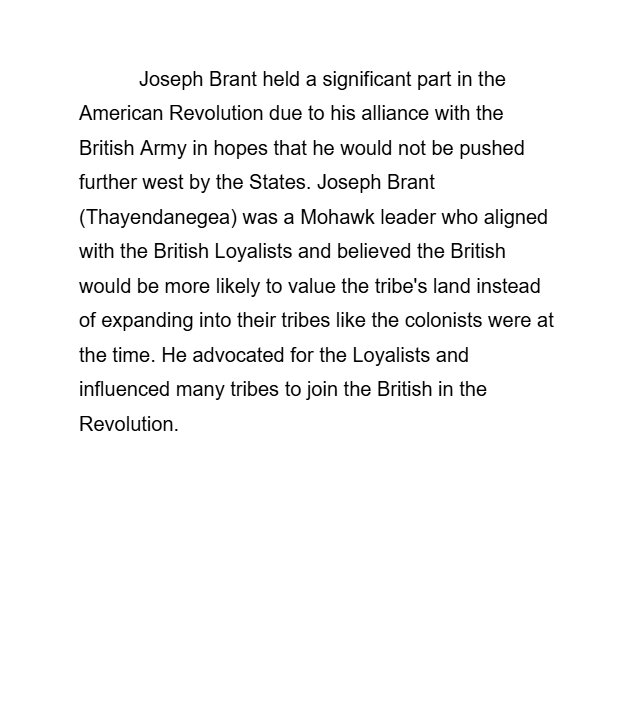 Joseph Brant held a significant part in the
American Revolution due to his alliance with the
British Army in hopes that he would not be pushed
further west by the States. Joseph Brant
(Thayendanegea) was a Mohawk leader who aligned
with the British Loyalists and believed the British
would be more likely to value the tribe's land instead
of expanding into their tribes like the colonists were at
the time. He advocated for the Loyalists and
influenced many tribes to join the British in the
Revolution.